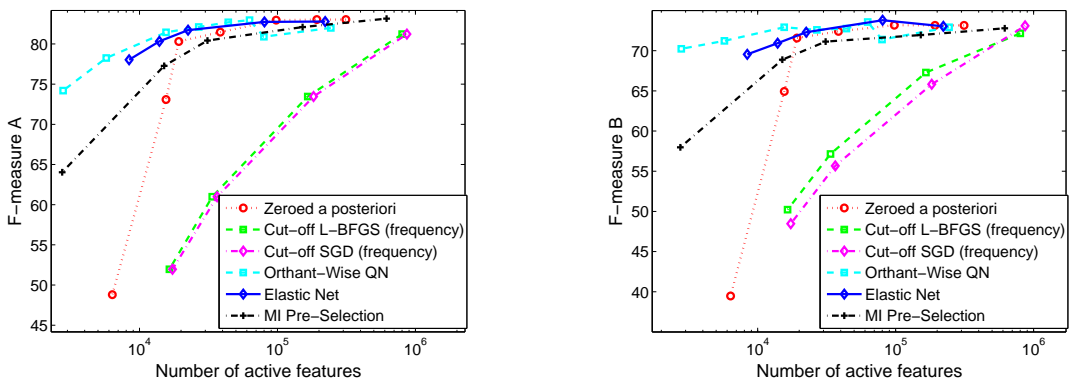 F-measure A
80
75
70
65
60
55
50
45
10^4
10^5
10^6
Number of active features
Zeroed a posteriori
Cut-off L-BFGS (frequency)
Cut-off SGD (frequency)
Orthant-Wise QN
Elastic Net
MI Pre-Selection
F-measure B
70
65
60
55
50
45
40
10^4
10^5
10^6
Number of active features
Zeroed a posteriori
Cut-off L-BFGS (frequency)
Cut-off SGD (frequency)
Orthant-Wise QN
Elastic Net
MI Pre-Selection